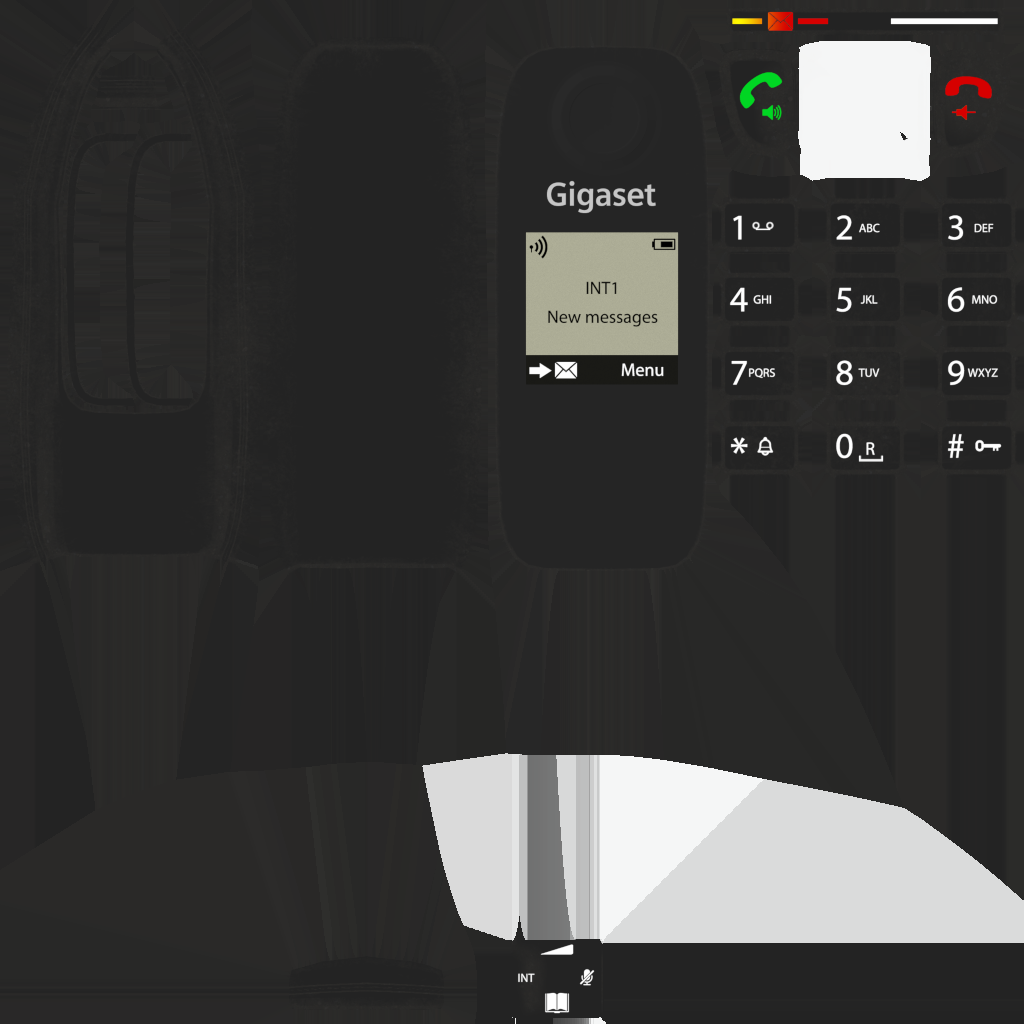 Gigaset
INT1
New messages
Menu
1
2 ABC
3 DEF
4 GHI
5 JKL
6 MNO
7 PQRS
8 TUV
9 WXYZ
*
0 R
#
INT